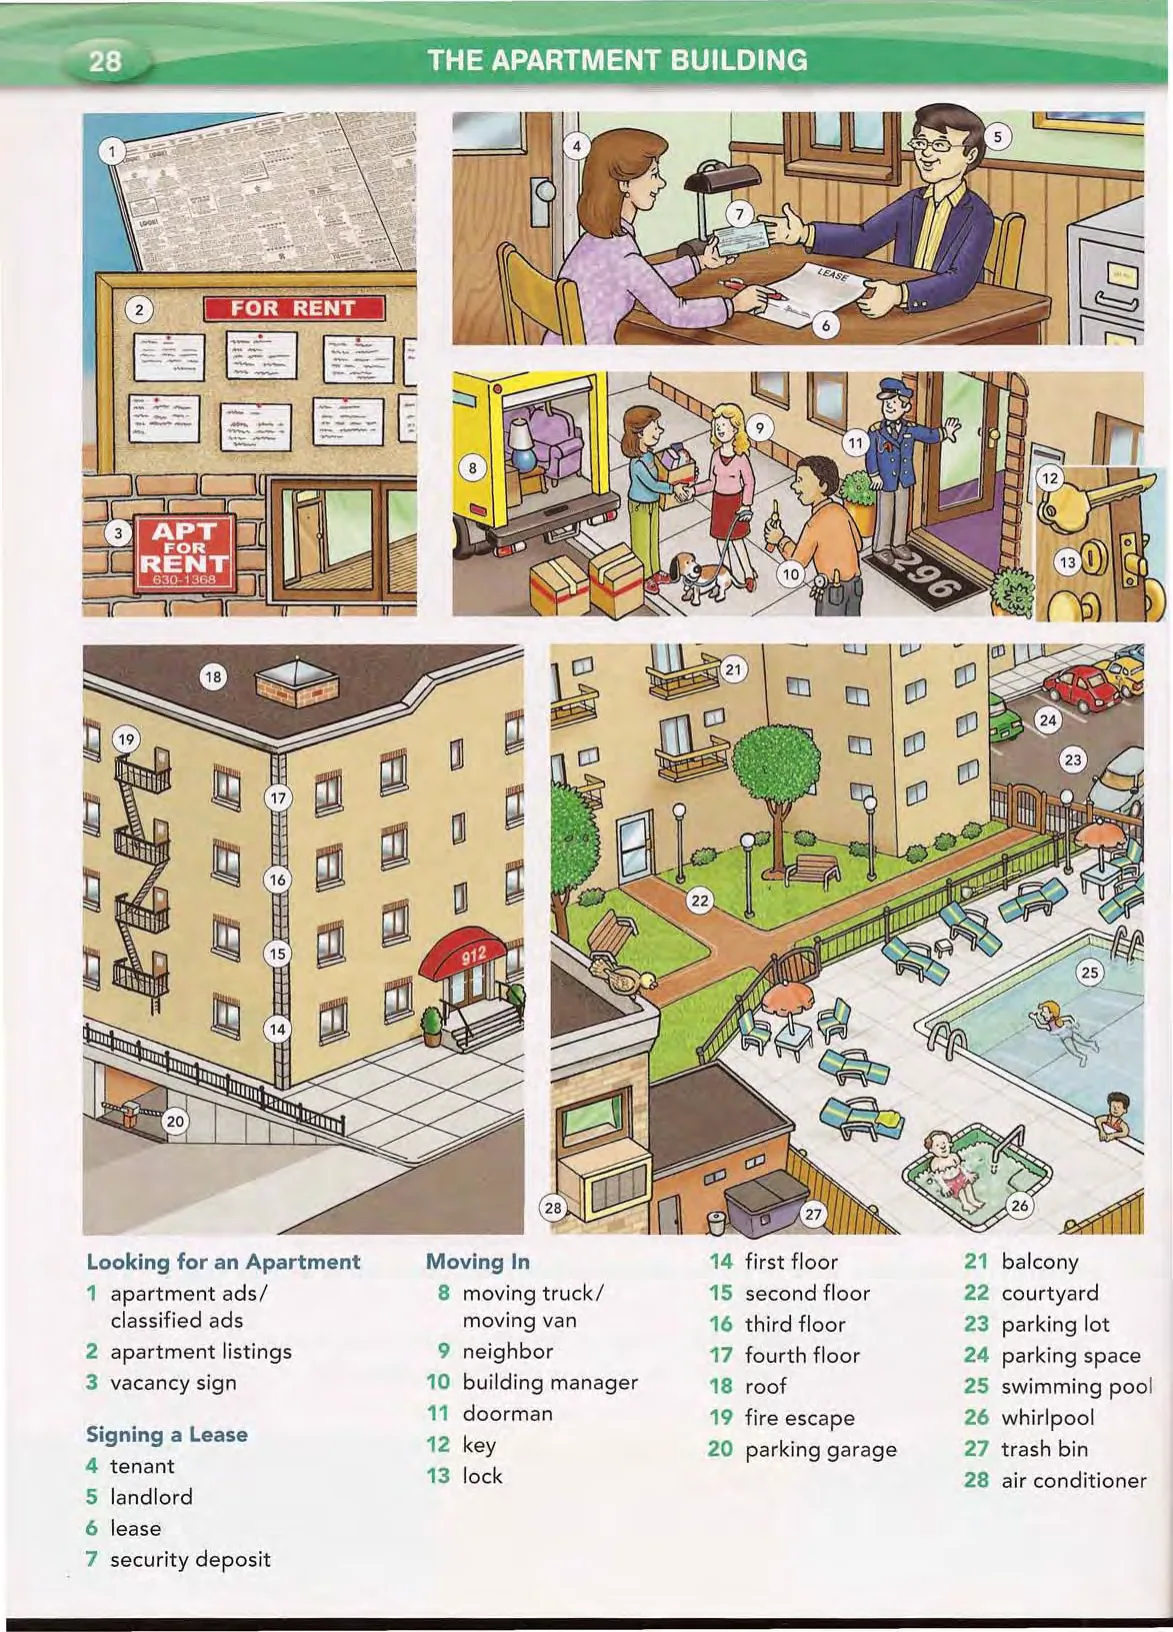 28
THE APARTMENT BUILDING
1
LOOK!
2
FOR RENT
3
APT
FOR
RENT
630-1368
4
5
7
LEASE
6
8
9
10
11
296
12
13
18
19
17
16
15
912
14
20
21
24
23
22
25
26
27
28
Looking for an Apartment
1 apartment ads/
classified ads
2 apartment listings
3 vacancy sign
Signing a Lease
4 tenant
5 landlord
6 lease
7 security deposit
Moving In
8 moving truck/
moving van
9 neighbor
10 building manager
11 doorman
12 key
13 lock
14 first floor
15 second floor
16 third floor
17 fourth floor
18 roof
19 fire escape
20 parking garage
21 balcony
22 courtyard
23 parking lot
24 parking space
25 swimming pool
26 whirlpool
27 trash bin
28 air conditioner